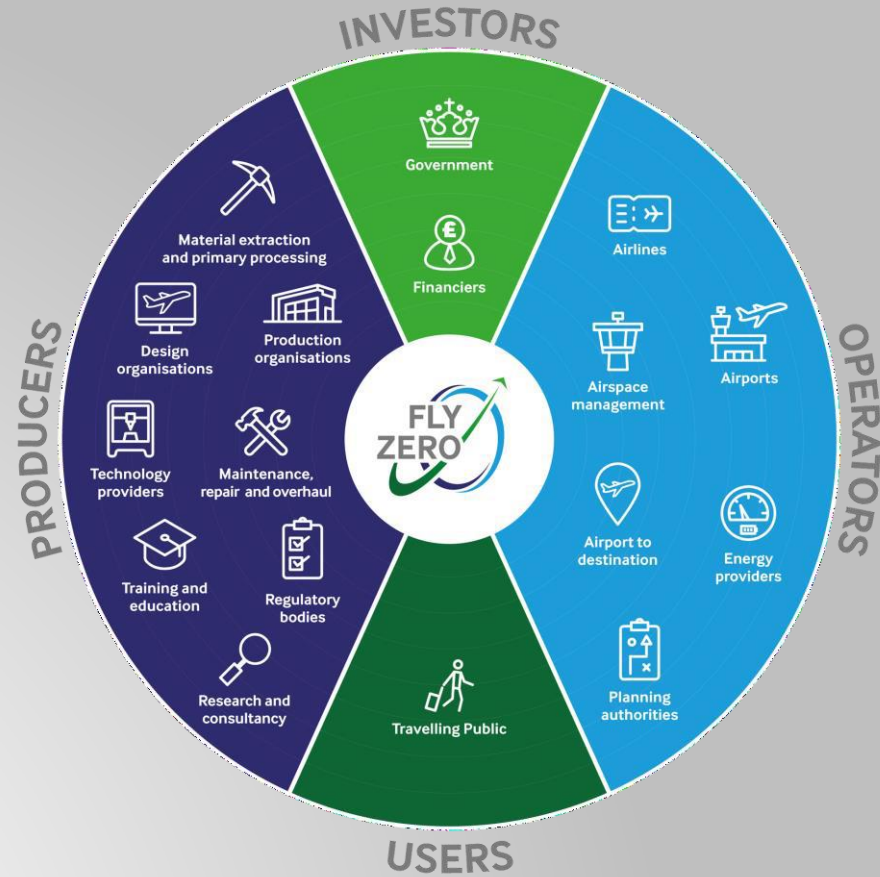 INVESTORS
Government
£
Financiers
PRODUCERS
Material extraction
and primary processing
Design
organisations
Production
organisations
Technology
providers
Maintenance,
repair and overhaul
Training and
education
Regulatory
bodies
Research and
consultancy
FLY
ZERO
OPERATORS
Airlines
Airspace
management
Airports
Airport to
destination
Energy
providers
Planning
authorities
Travelling Public
USERS